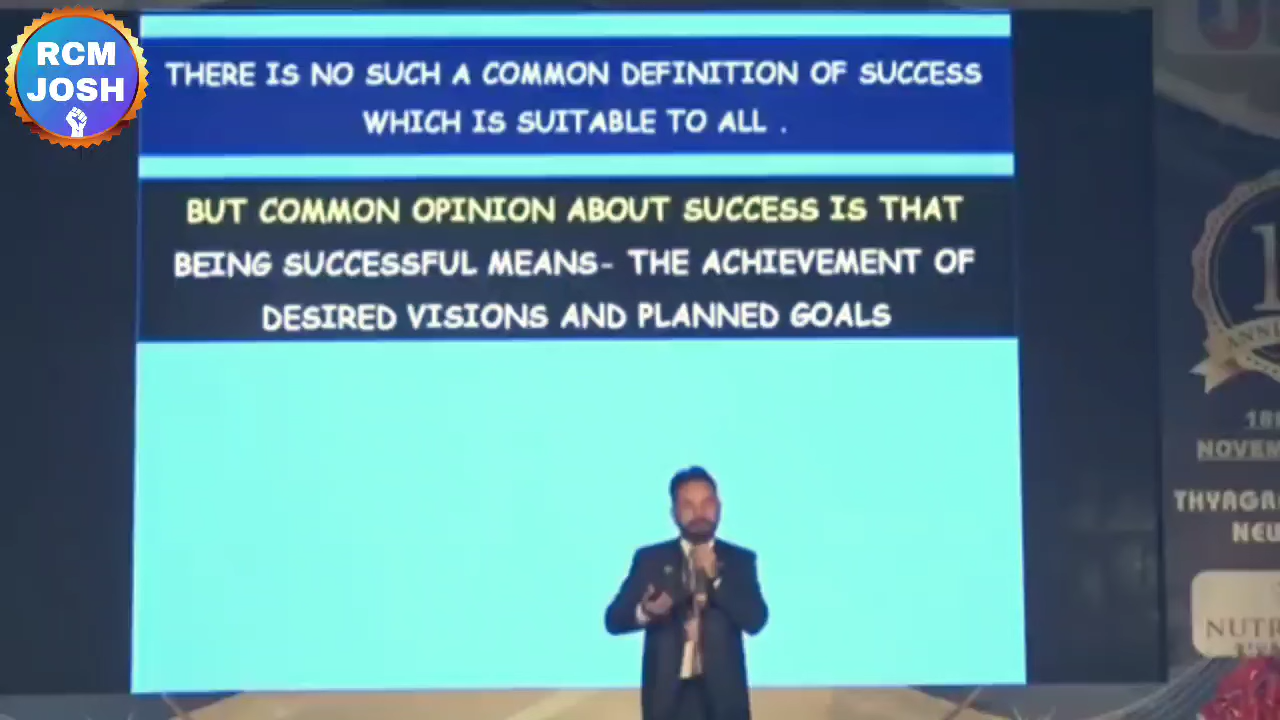 RCM
JOSH
THERE IS NO SUCH A COMMON DEFINITION OF SUCCESS
WHICH IS SUITABLE TO ALL .
BUT COMMON OPINION ABOUT SUCCESS IS THAT
BEING SUCCESSFUL MEANS- THE ACHIEVEMENT OF
DESIRED VISIONS AND PLANNED GOALS